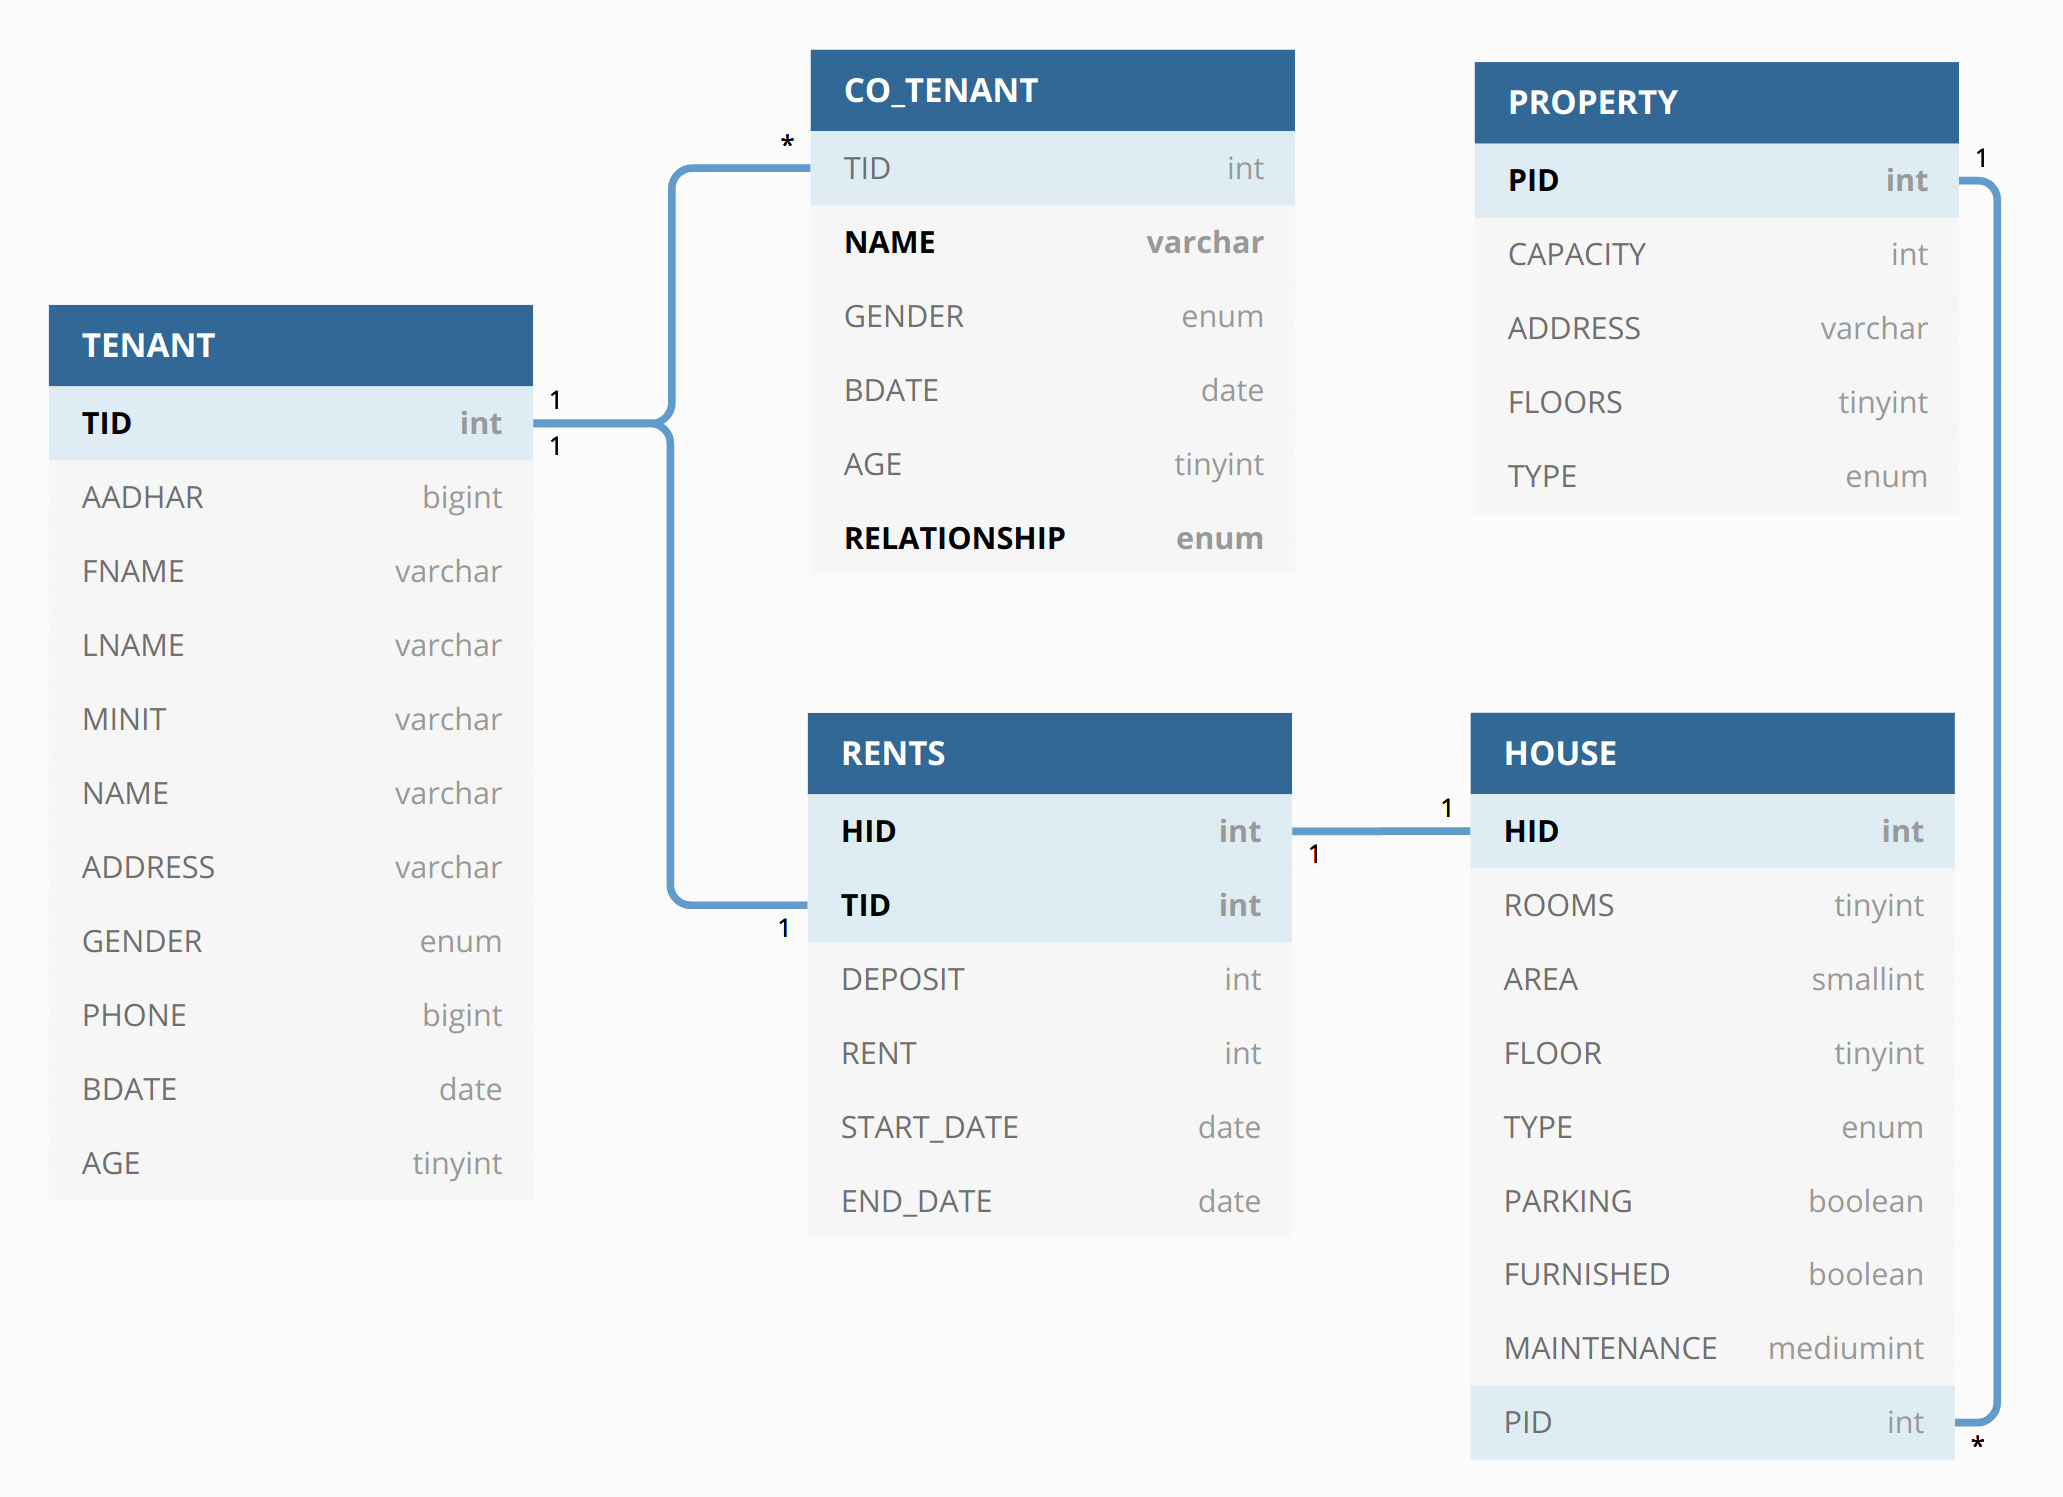 TENANT
TID int
AADHAR bigint
FNAME varchar
LNAME varchar
MINIT varchar
NAME varchar
ADDRESS varchar
GENDER enum
PHONE bigint
BDATE date
AGE tinyint
1
1
*
1
CO_TENANT
TID int
NAME varchar
GENDER enum
BDATE date
AGE tinyint
RELATIONSHIP enum
RENTS
HID int
TID int
DEPOSIT int
RENT int
START_DATE date
END_DATE date
1
1
PROPERTY
PID int
CAPACITY int
ADDRESS varchar
FLOORS tinyint
TYPE enum
1
HOUSE
HID int
ROOMS tinyint
AREA smallint
FLOOR tinyint
TYPE enum
PARKING boolean
FURNISHED boolean
MAINTENANCE mediumint
PID int
*